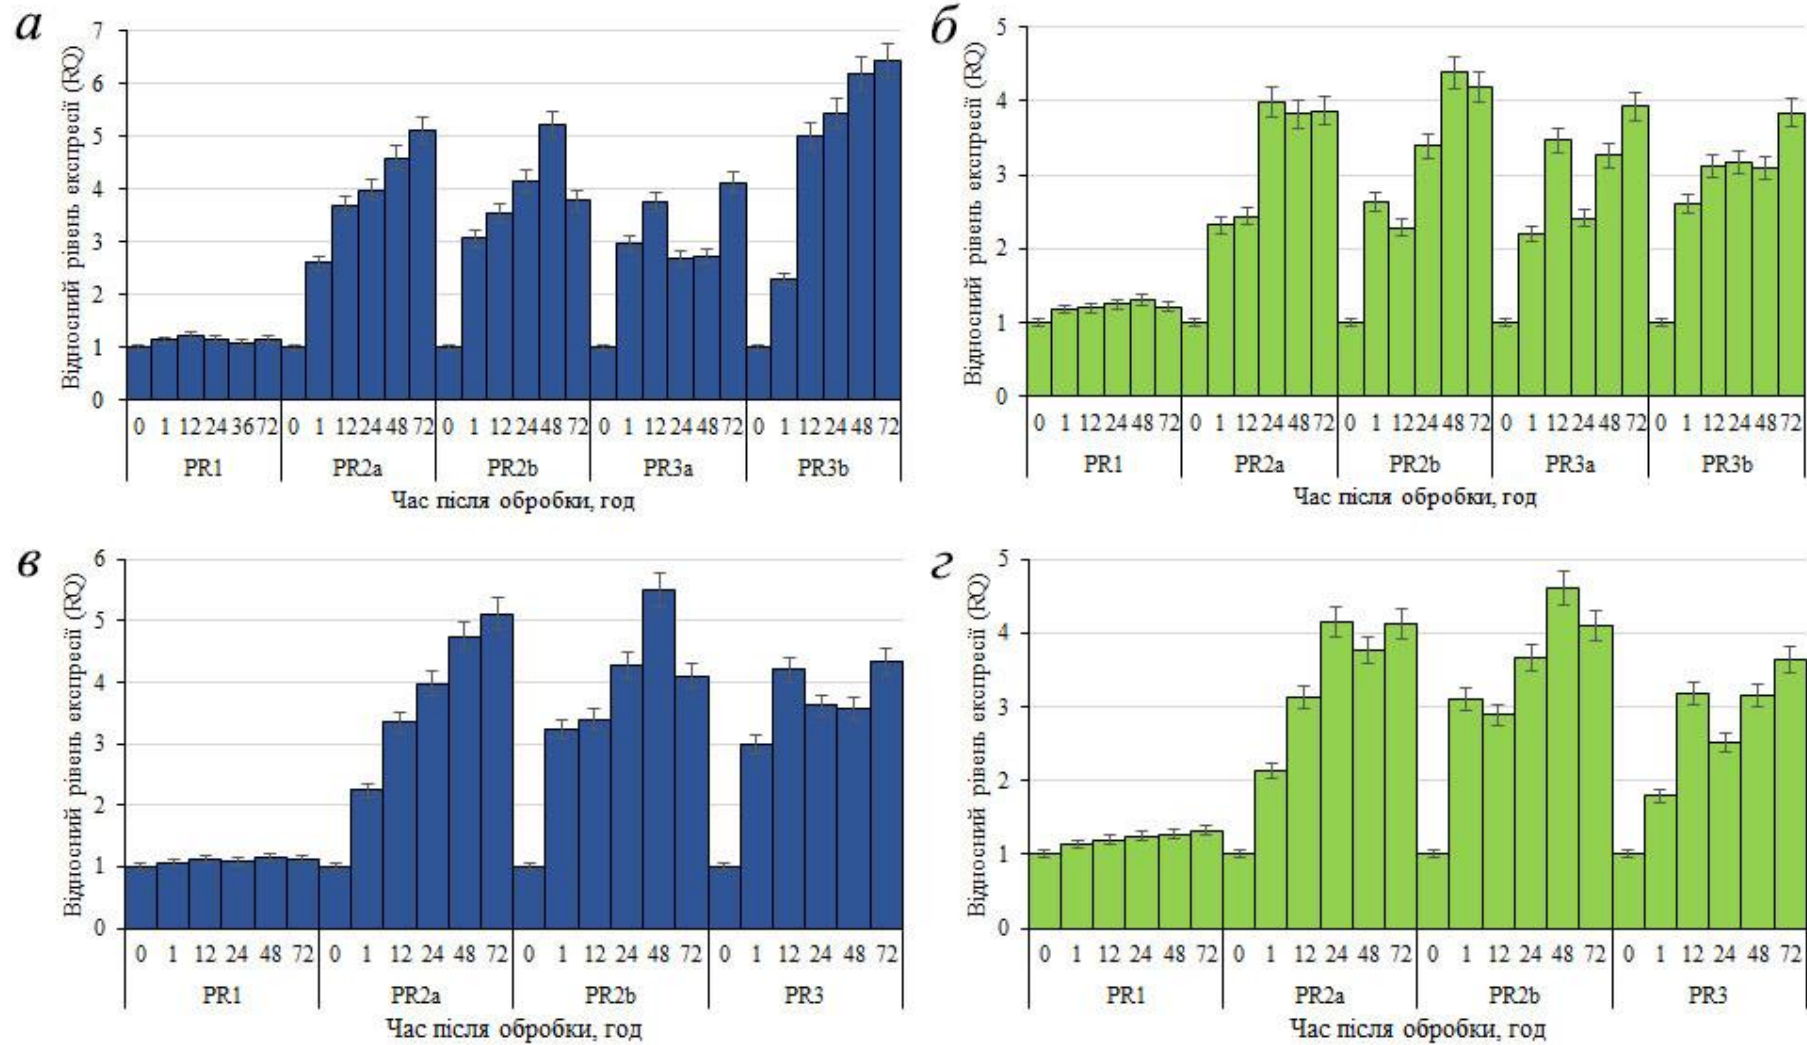 а
Відносний рівень експресії (RQ)
7
6
5
4
3
2
1
0
0 1 12 24 36 72 0 1 12 24 48 72 0 1 12 24 48 72 0 1 12 24 48 72 0 1 12 24 48 72
PR1 PR2a PR2b PR3a PR3b
Час після обробки, год
б
Відносний рівень експресії (RQ)
5
4
3
2
1
0
0 1 12 24 48 72 0 1 12 24 48 72 0 1 12 24 48 72 0 1 12 24 48 72 0 1 12 24 48 72
PR1 PR2a PR2b PR3a PR3b
Час після обробки, год
в
Відносний рівень експресії (RQ)
6
5
4
3
2
1
0
0 1 12 24 48 72 0 1 12 24 48 72 0 1 12 24 48 72 0 1 12 24 48 72
PR1 PR2a PR2b PR3
Час після обробки, год
г
Відносний рівень експресії (RQ)
5
4
3
2
1
0
0 1 12 24 48 72 0 1 12 24 48 72 0 1 12 24 48 72 0 1 12 24 48 72
PR1 PR2a PR2b PR3
Час після обробки, год